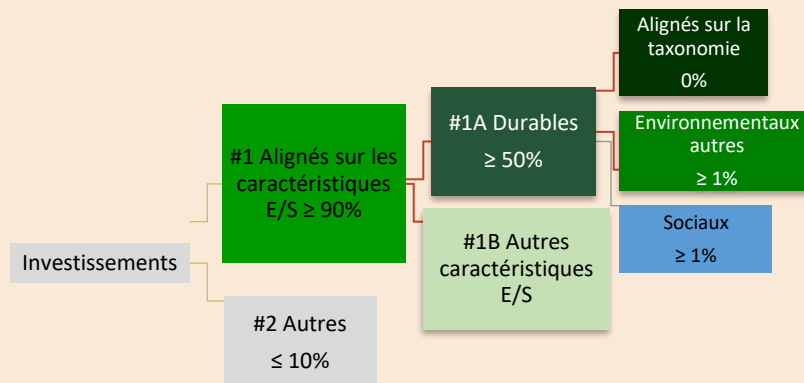 Investissements
#1 Alignés sur les
caractéristiques
E/S ≥ 90%
#2 Autres
≤ 10%
#1A Durables
≥ 50%
#1B Autres
caractéristiques
E/S
Alignés sur la
taxonomie
0%
Environnementaux
autres
≥ 1%
Sociaux
≥ 1%